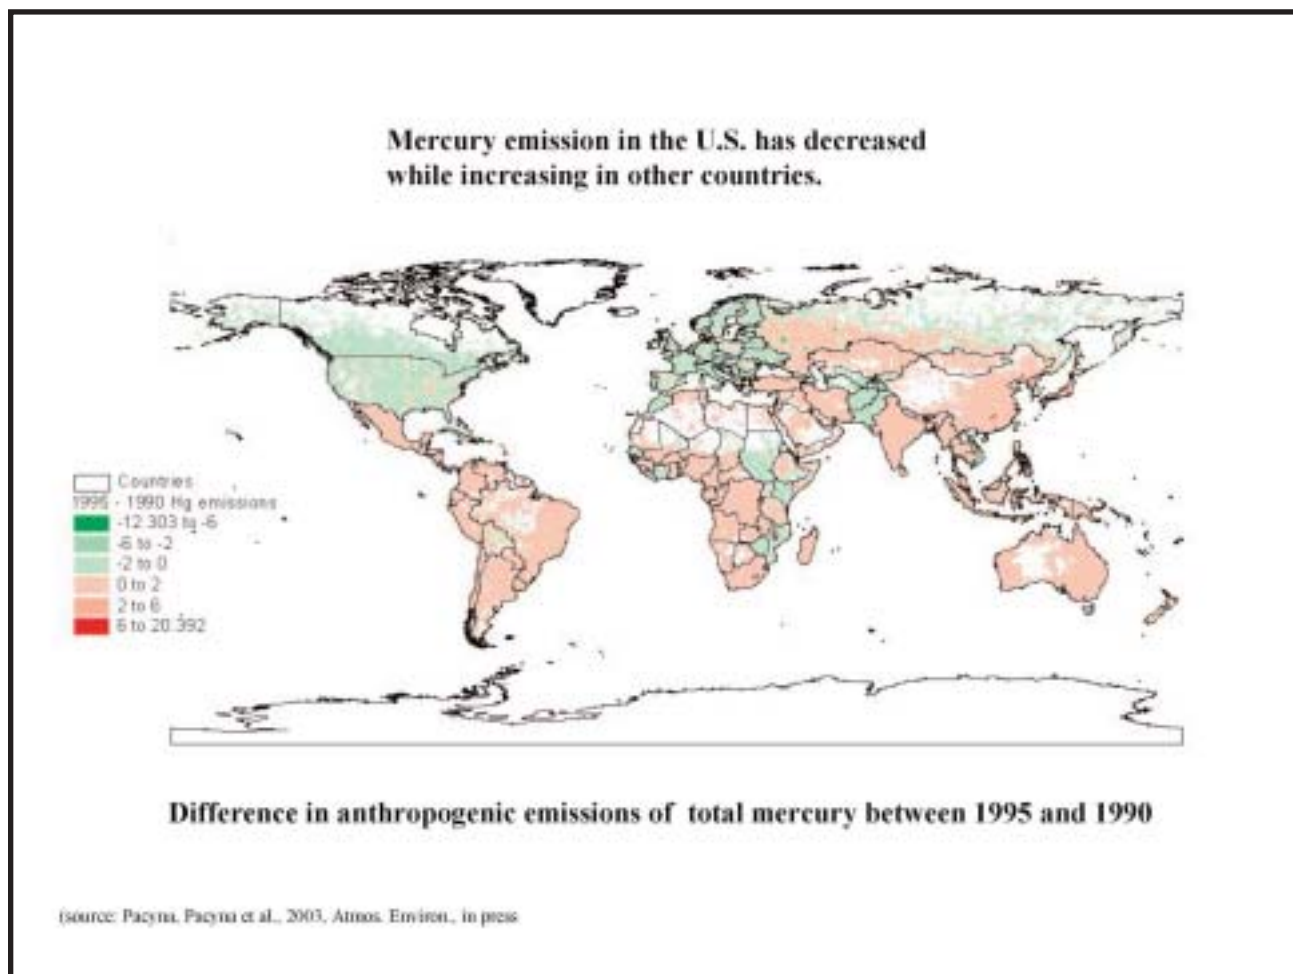 Mercury emission in the U.S. has decreased
while increasing in other countries.
Countries
1995 - 1990 Hg emissions
-12.303 to -6
-6 to -2
-2 to 0
0 to 2
2 to 6
6 to 20.392
Difference in anthropogenic emissions of total mercury between 1995 and 1990
(source: Pacyna, Pacyna et al., 2003, Atmos. Environ., in press